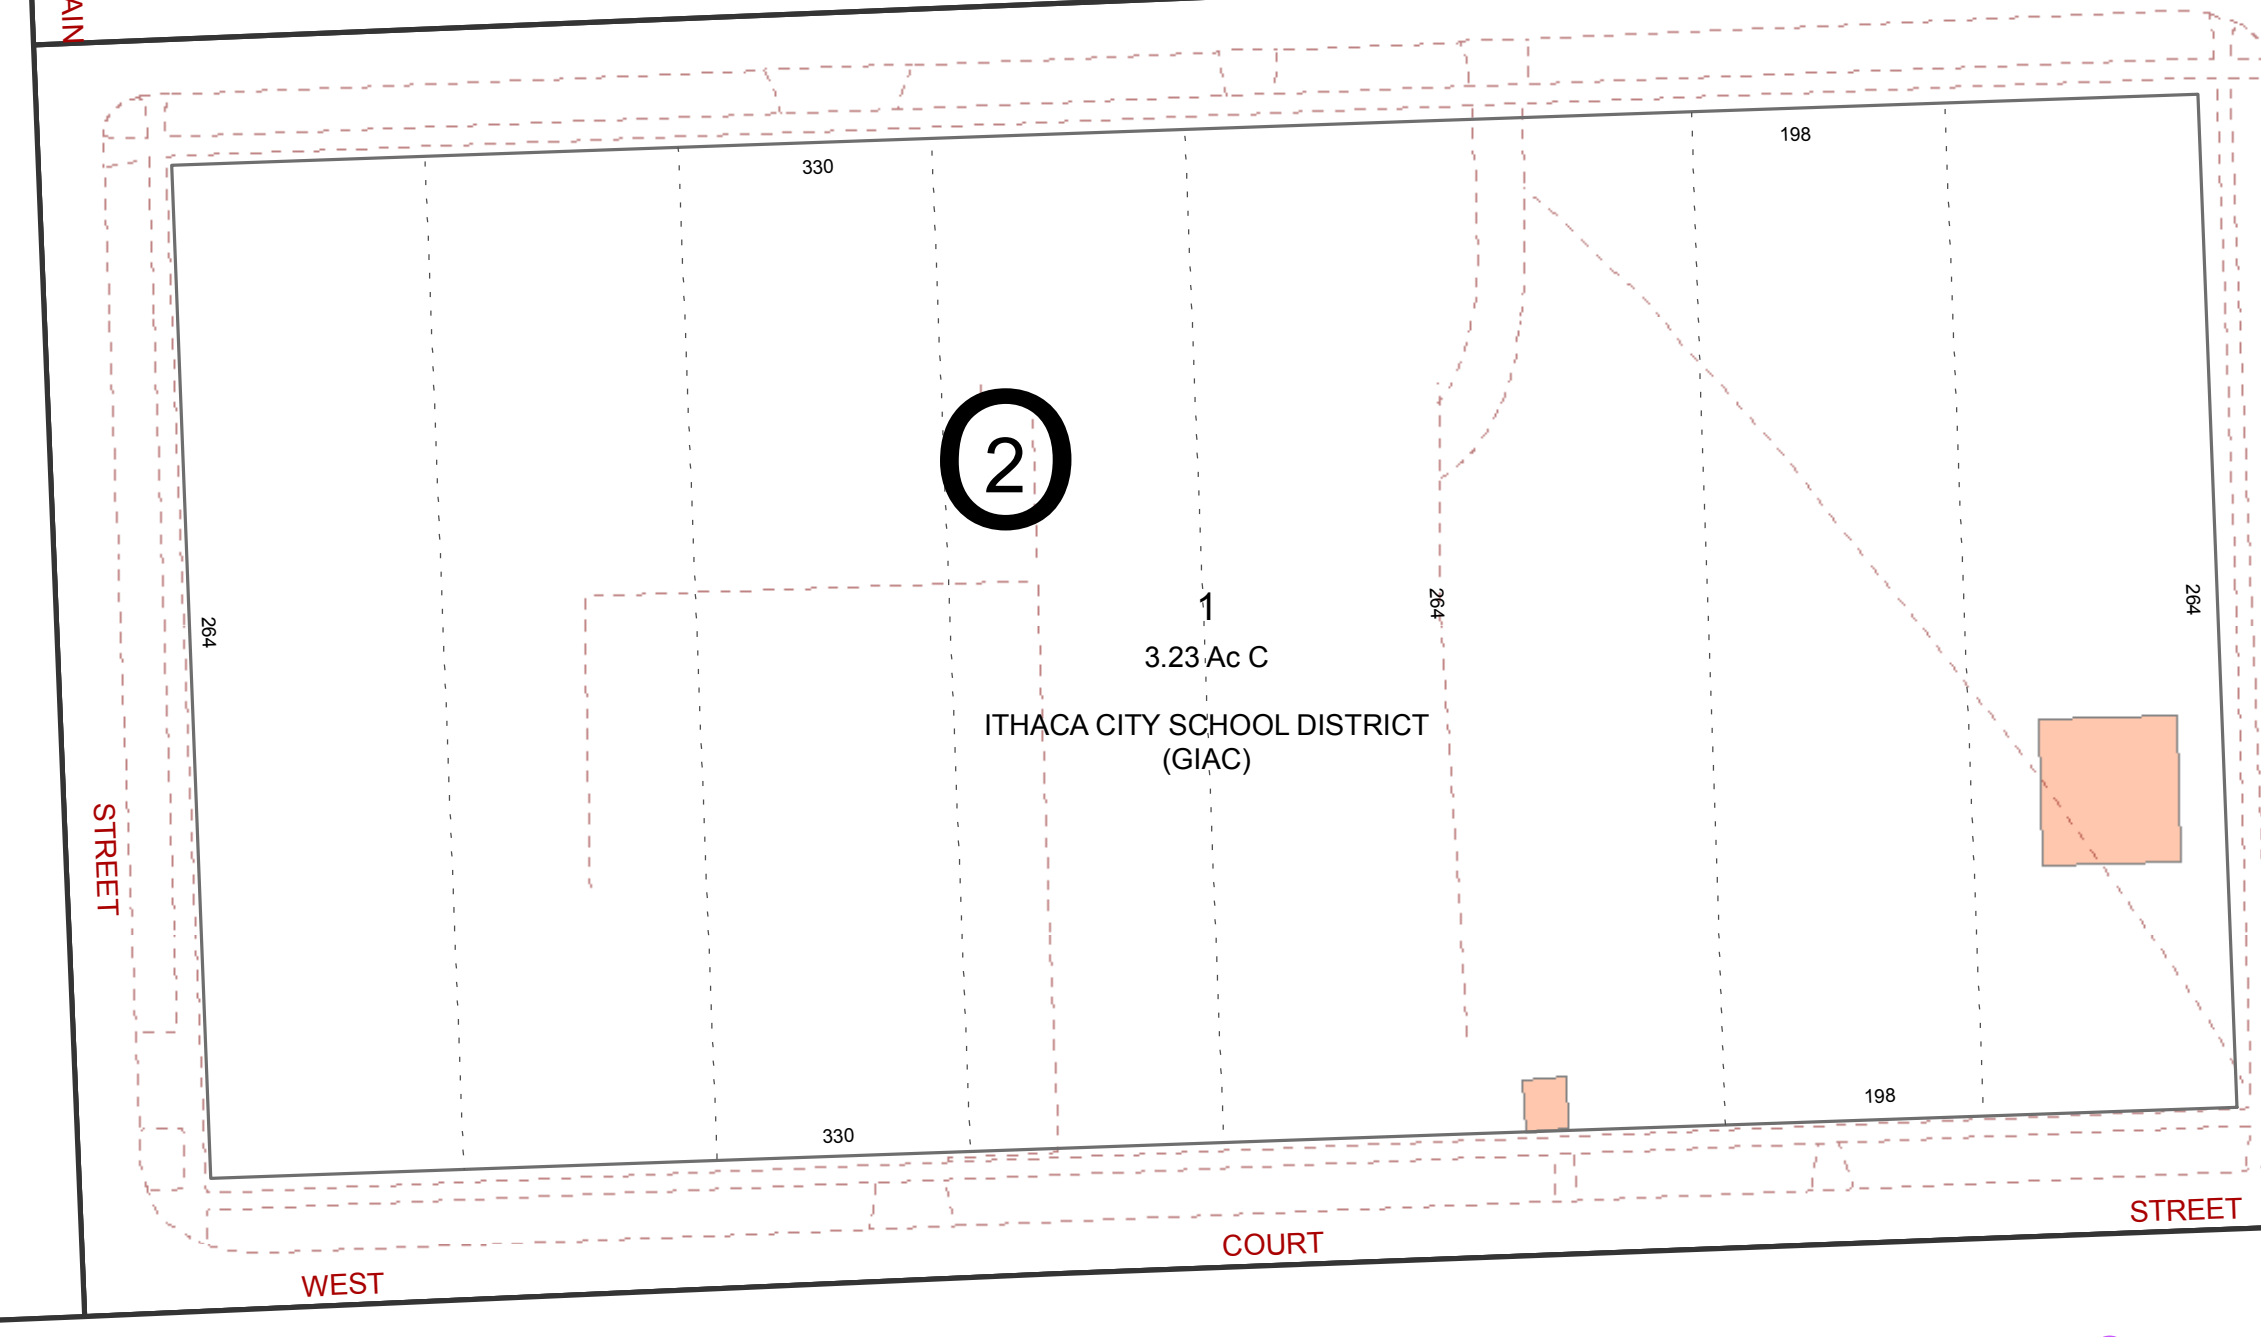 AIN
330
198
2
264
1
264
264
3.23 Ac C
ITHACA CITY SCHOOL DISTRICT
(GIAC)
STREET
198
330
STREET
COURT
WEST